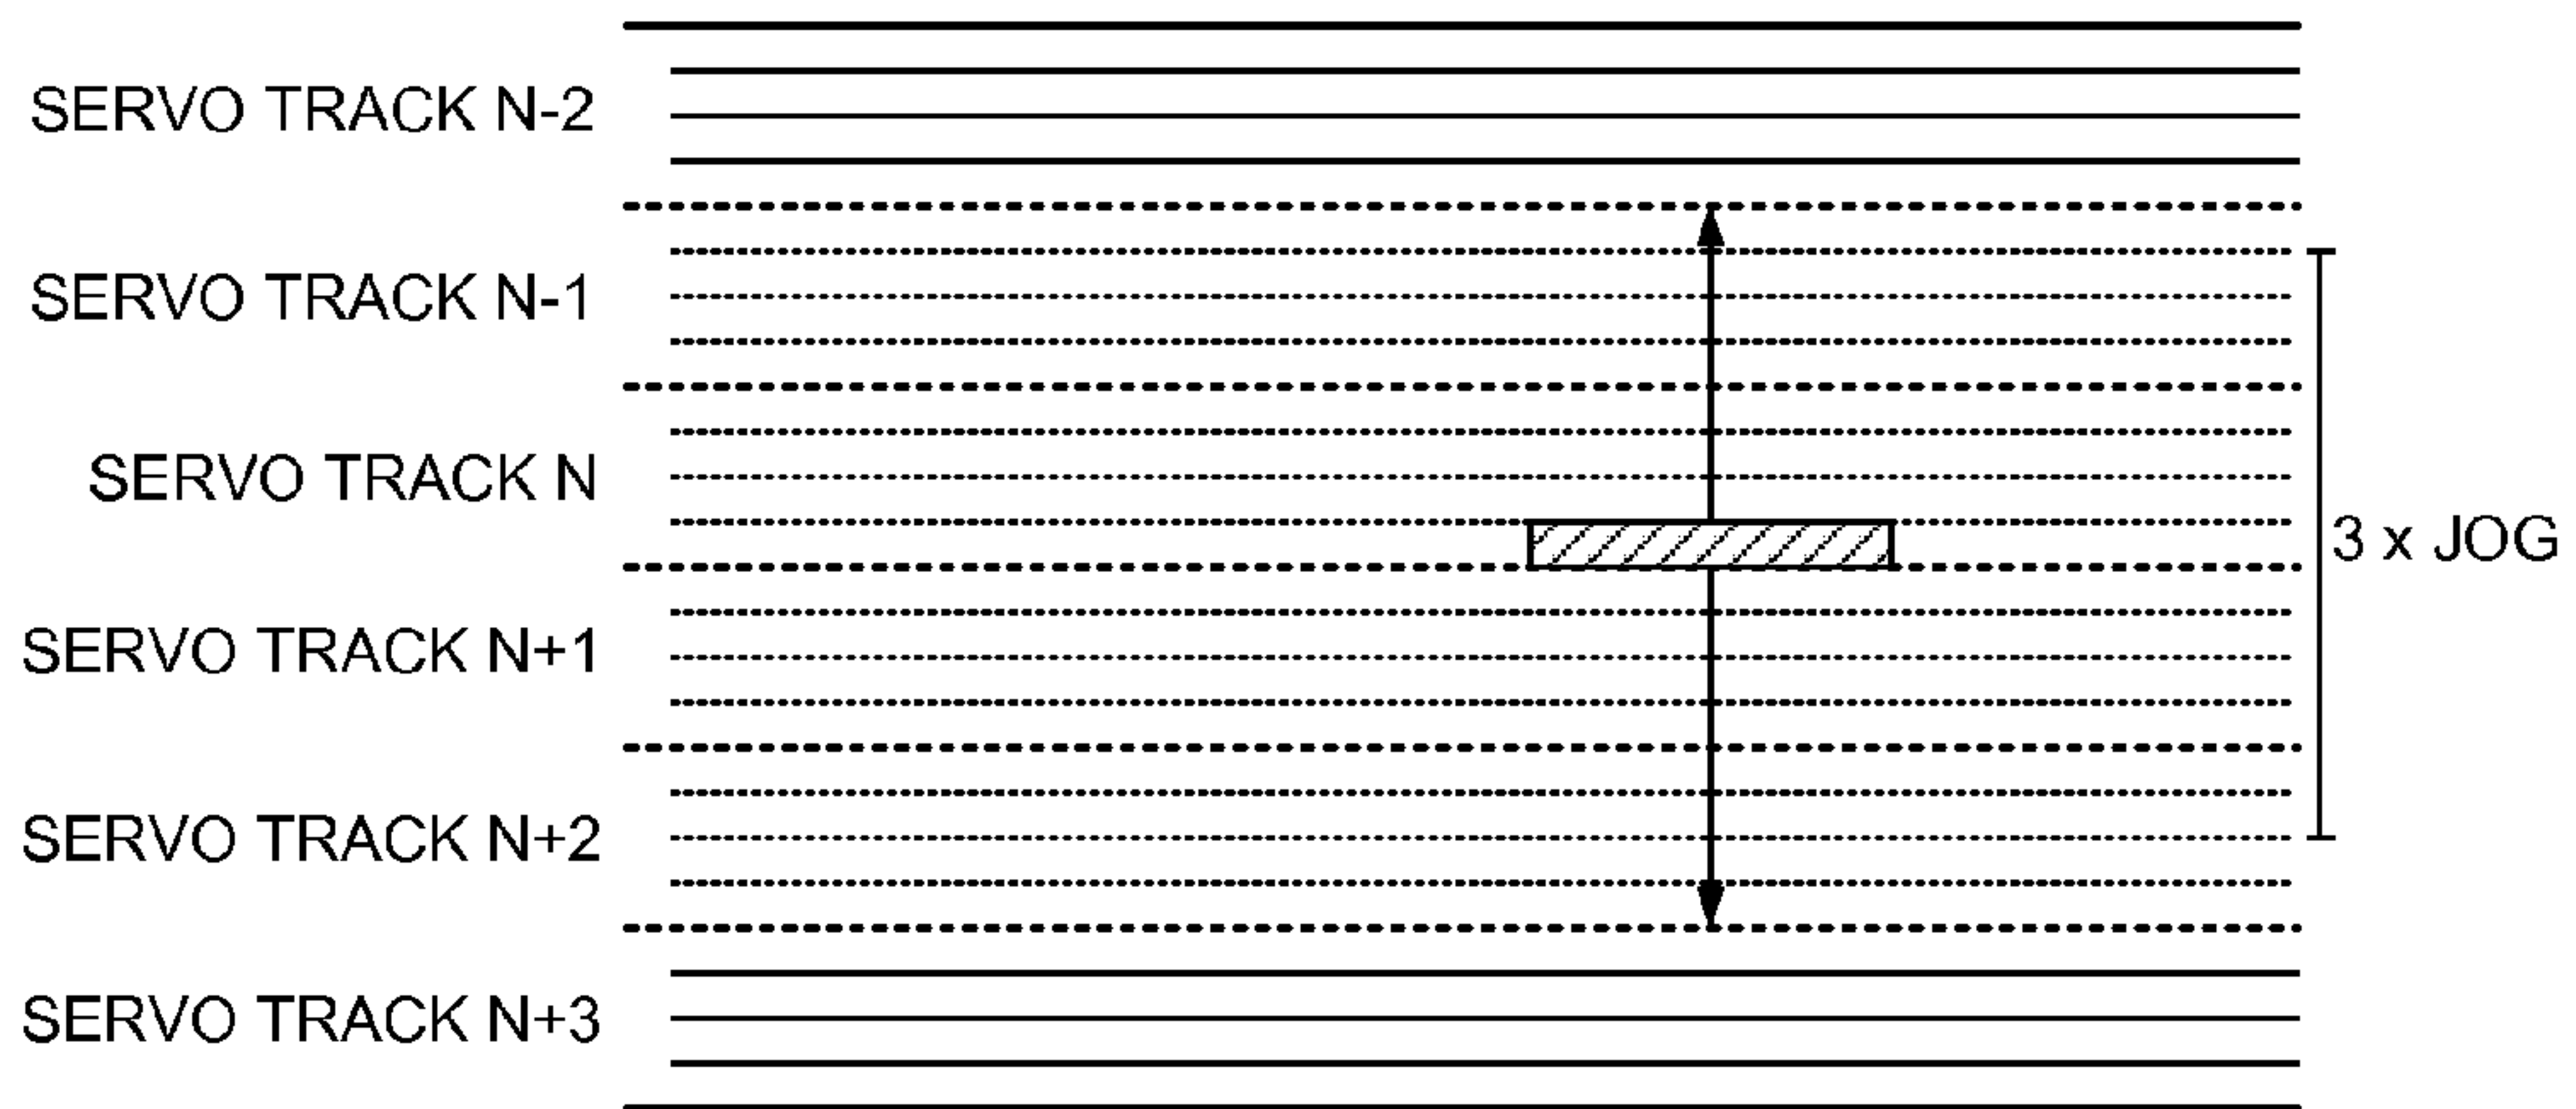 SERVO TRACK N-2
SERVO TRACK N-1
SERVO TRACK N
3 x JOG
SERVO TRACK N+1
SERVO TRACK N+2
SERVO TRACK N+3